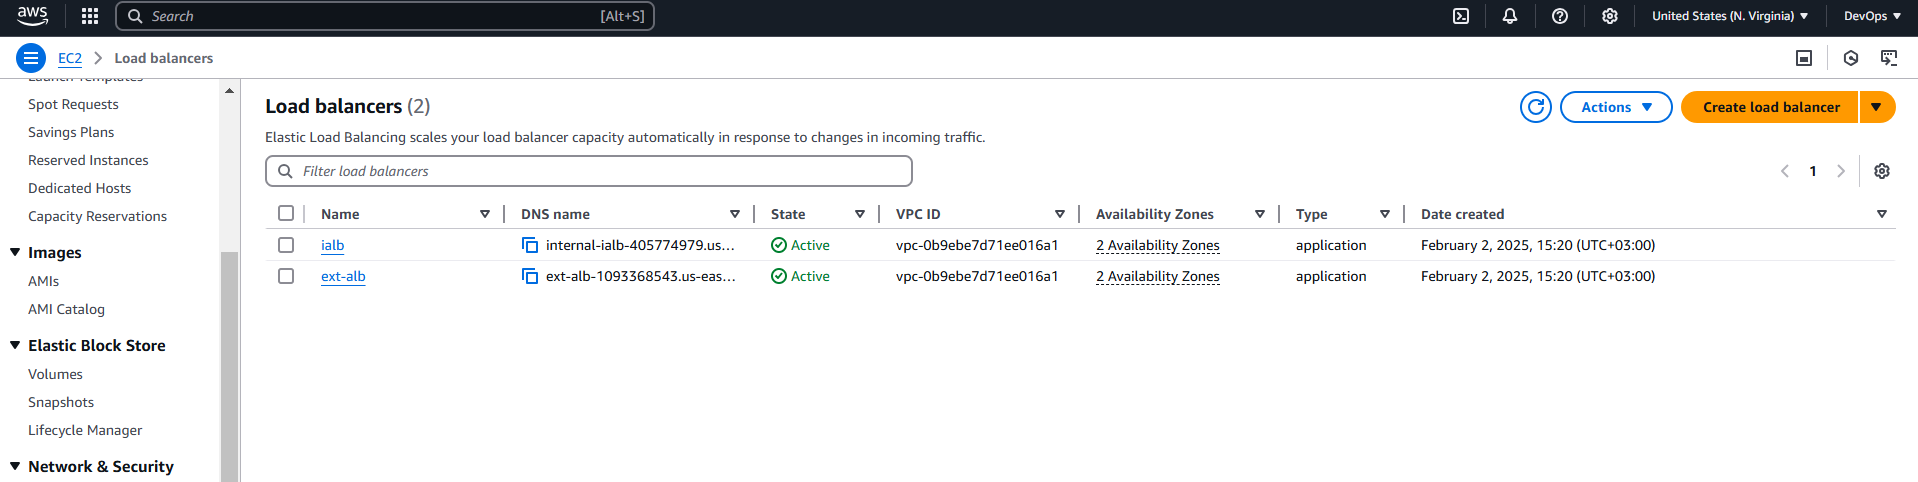 aws
Search [Alt+S]
United States (N. Virginia)
DevOps
EC2
Load balancers
Launch Templates
Spot Requests
Savings Plans
Reserved Instances
Dedicated Hosts
Capacity Reservations
Images
AMIs
AMI Catalog
Elastic Block Store
Volumes
Snapshots
Lifecycle Manager
Network & Security
Load balancers (2)
Actions
Create load balancer
Elastic Load Balancing scales your load balancer capacity automatically in response to changes in incoming traffic.
Filter load balancers
1
Name DNS name State VPC ID Availability Zones Type Date created
ialb internal-ialb-405774979.us... Active vpc-0b9ebe7d71ee016a1 2 Availability Zones application February 2, 2025, 15:20 (UTC+03:00)
ext-alb ext-alb-1093368543.us-eas... Active vpc-0b9ebe7d71ee016a1 2 Availability Zones application February 2, 2025, 15:20 (UTC+03:00)